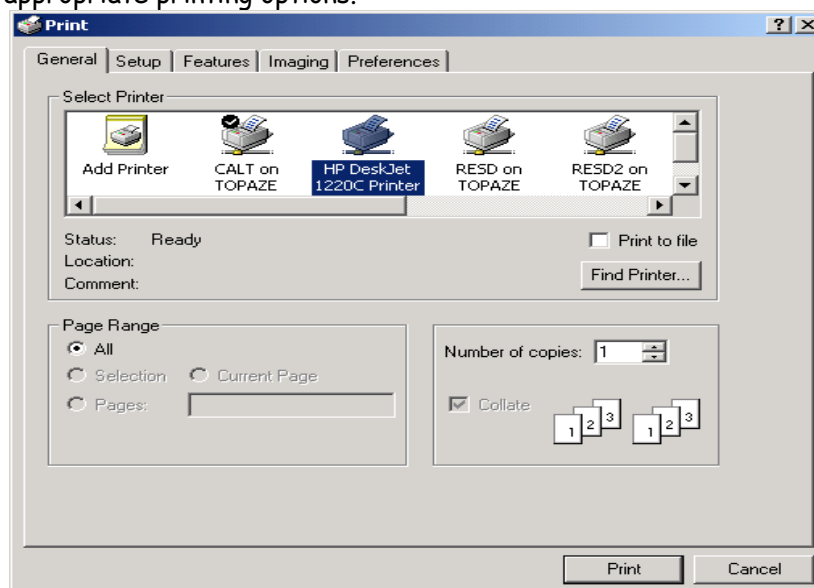 appropriate printing options.
Print
General Setup Features Imaging Preferences
Select Printer
Add Printer
CALT on TOPAZE
HP DeskJet 1220C Printer
RESD on TOPAZE
RESD2 on TOPAZE
Status: Ready
Location:
Comment:
Print to file
Find Printer...
Page Range
All
Selection Current Page
Pages:
Number of copies: 1
Collate
1 2 3 1 2 3
Print Cancel